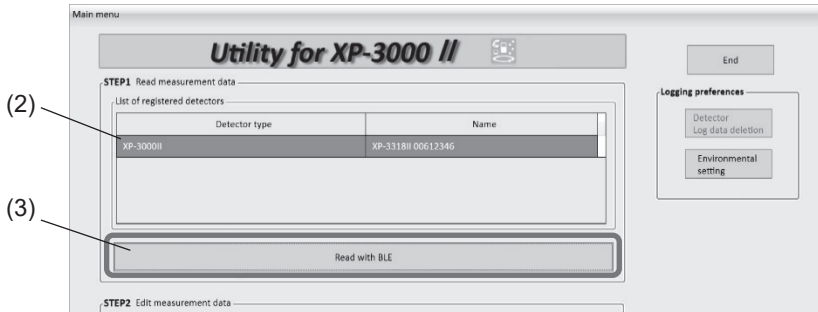 Main menu
Utility for XP-3000 II
End
STEP1 Read measurement data
List of registered detectors
Detector type Name
(2)
XP-3000II XP-3318II 00612346
Logging preferences
Detector
Log data deletion
Environmental
setting
(3)
Read with BLE
STEP2 Edit measurement data